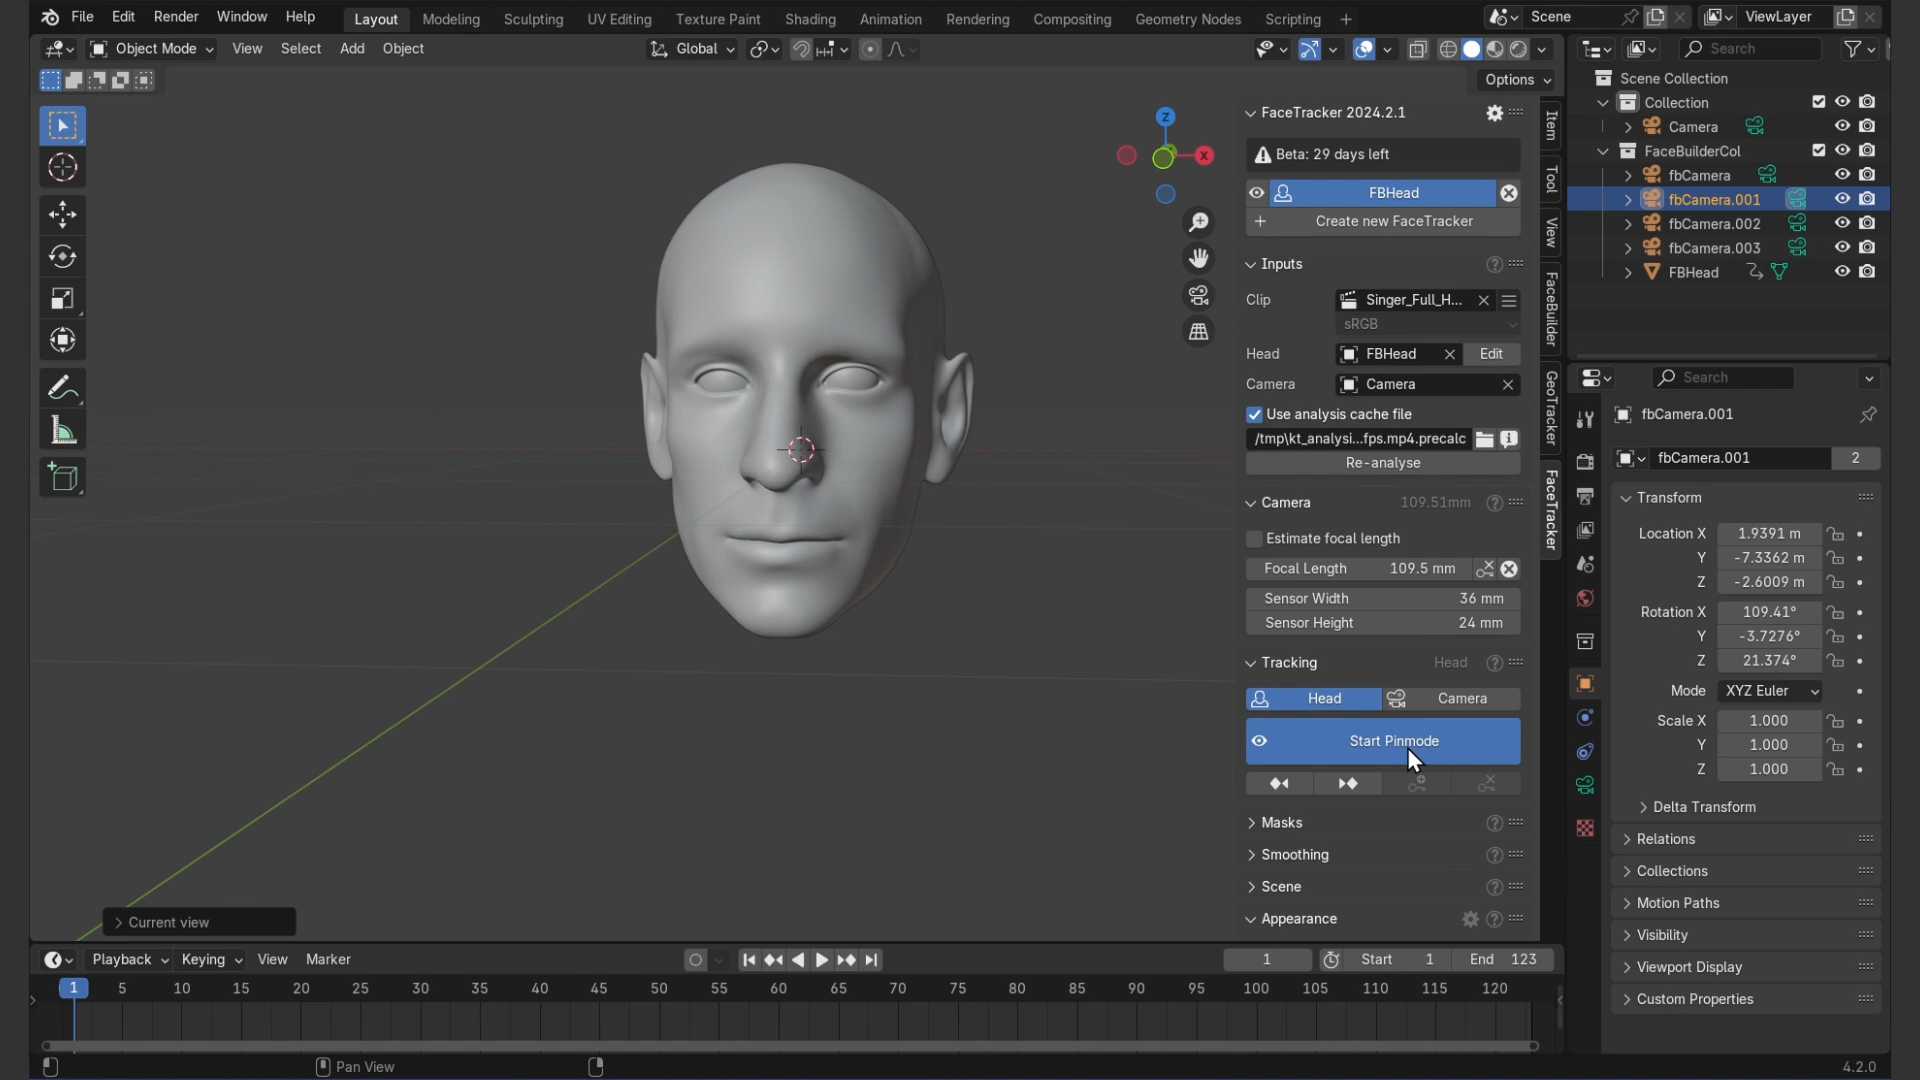 File Edit Render Window Help Layout Modeling Sculpting UV Editing Texture Paint Shading Animation Rendering Compositing Geometry Nodes Scripting + Scene ViewLayer
Object Mode View Select Add Object Global Search
Options
Scene Collection
Collection
Camera
FaceBuilderCol
fbCamera
fbCamera.001
fbCamera.002
fbCamera.003
FBHead
Z
X
FaceTracker 2024.2.1
Beta: 29 days left
FBHead
+ Create new FaceTracker
Inputs
Clip Singer_Full_H...
sRGB
Head FBHead Edit
Camera Camera
Use analysis cache file
/tmp\kt_analysi...fps.mp4.precalc
Re-analyse
Camera 109.51mm
Estimate focal length
Focal Length 109.5 mm
Sensor Width 36 mm
Sensor Height 24 mm
Tracking Head
Head Camera
Start Pinmode
Masks
Smoothing
Scene
Appearance
Item
Tool
View
FaceBuilder
GeoTracker
FaceTracker
Search
fbCamera.001
fbCamera.001 2
Transform
Location X 1.9391 m
Y -7.3362 m
Z -2.6009 m
Rotation X 109.41°
Y -3.7276°
Z 21.374°
Mode XYZ Euler
Scale X 1.000
Y 1.000
Z 1.000
Delta Transform
Relations
Collections
Motion Paths
Visibility
Viewport Display
Custom Properties
Current view
Playback Keying View Marker 1 Start 1 End 123
1 5 10 15 20 25 30 35 40 45 50 55 60 65 70 75 80 85 90 95 100 105 110 115 120
Pan View 4.2.0